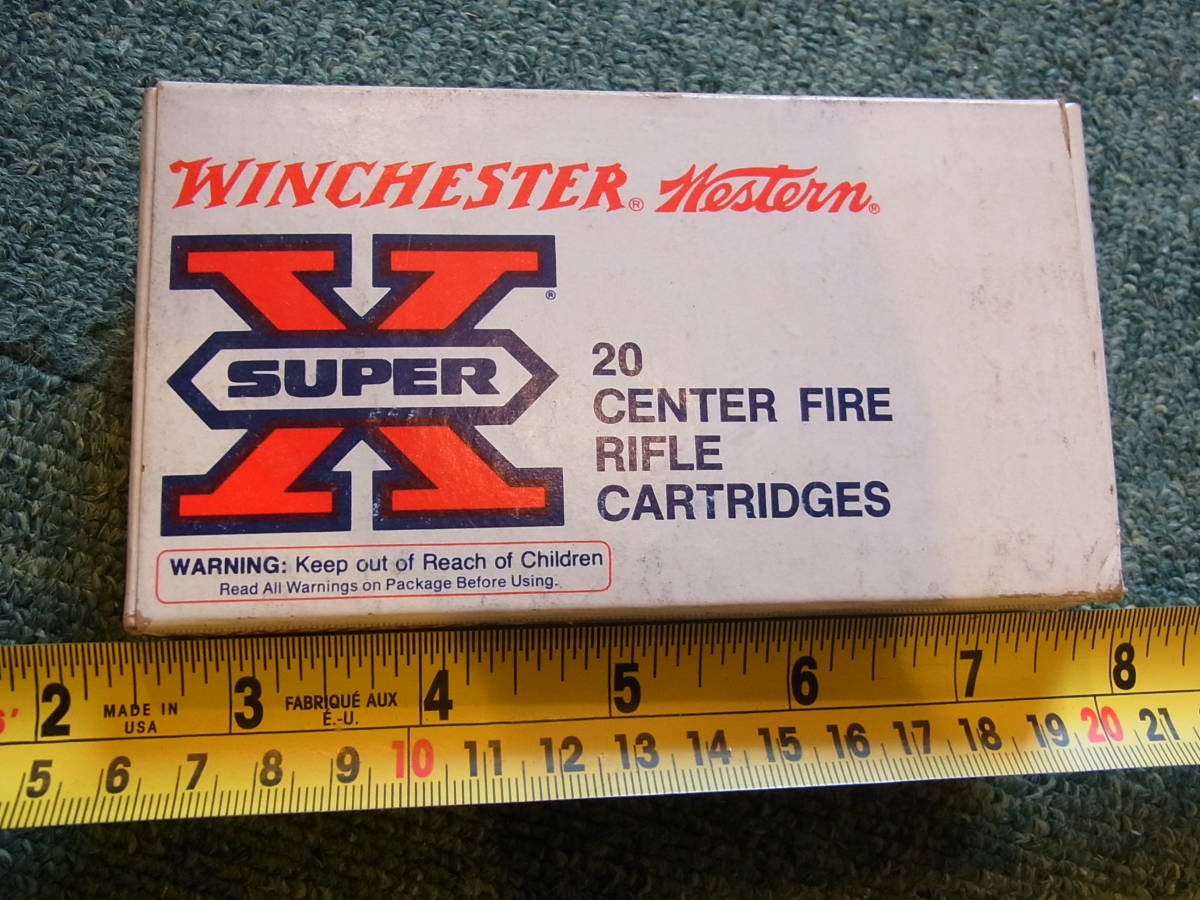 WINCHESTER® Western®
X ®
SUPER
20
CENTER FIRE
RIFLE
CARTRIDGES
WARNING: Keep out of Reach of Children
Read All Warnings on Package Before Using.
2 MADE IN USA 3 FABRIQUÉ AUX É.-U. 4 5 6 7 8
5 6 7 8 9 10 11 12 13 14 15 16 17 18 19 20 21